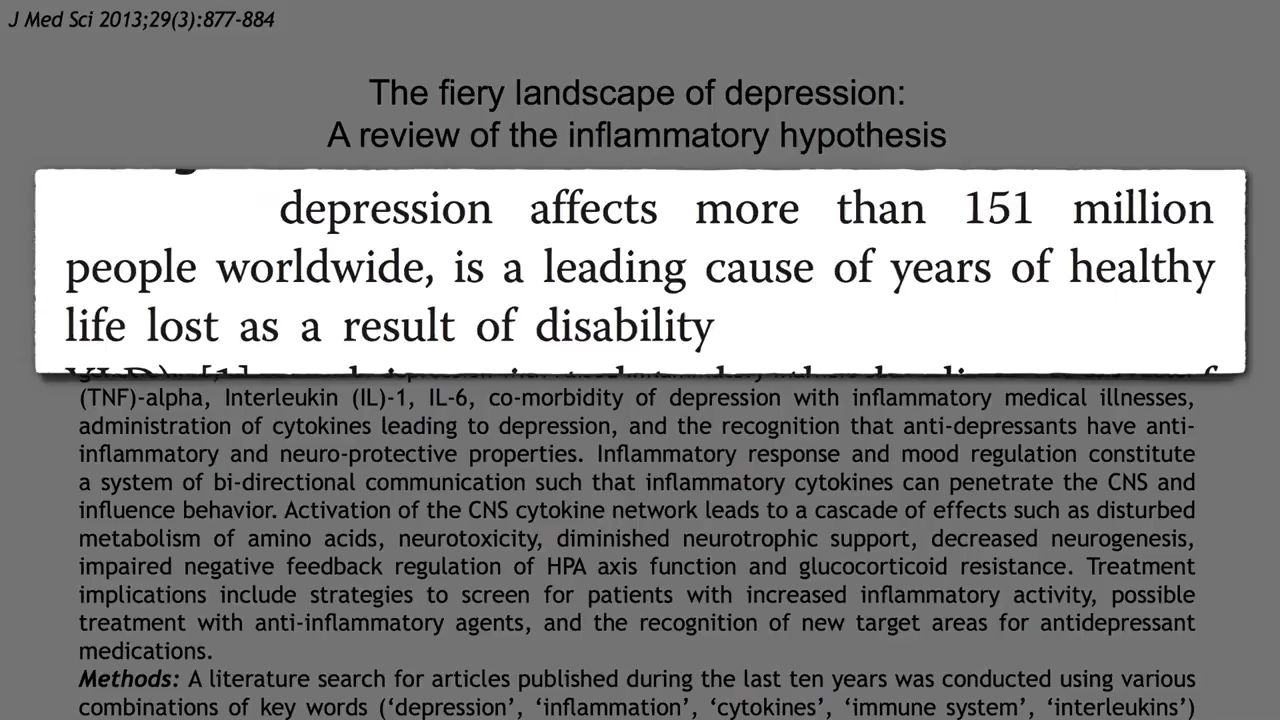 J Med Sci 2013;29(3):877-884
The fiery landscape of depression:
A review of the inflammatory hypothesis
depression affects more than 151 million
people worldwide, is a leading cause of years of healthy
life lost as a result of disability
(TNF)-alpha, Interleukin (IL)-1, IL-6, co-morbidity of depression with inflammatory medical illnesses,
administration of cytokines leading to depression, and the recognition that anti-depressants have anti-
inflammatory and neuro-protective properties. Inflammatory response and mood regulation constitute
a system of bi-directional communication such that inflammatory cytokines can penetrate the CNS and
influence behavior. Activation of the CNS cytokine network leads to a cascade of effects such as disturbed
metabolism of amino acids, neurotoxicity, diminished neurotrophic support, decreased neurogenesis,
impaired negative feedback regulation of HPA axis function and glucocorticoid resistance. Treatment
implications include strategies to screen for patients with increased inflammatory activity, possible
treatment with anti-inflammatory agents, and the recognition of new target areas for antidepressant
medications.
Methods: A literature search for articles published during the last ten years was conducted using various
combinations of key words (‘depression’, ‘inflammation’, ‘cytokines’, ‘immune system’, ‘interleukins’)